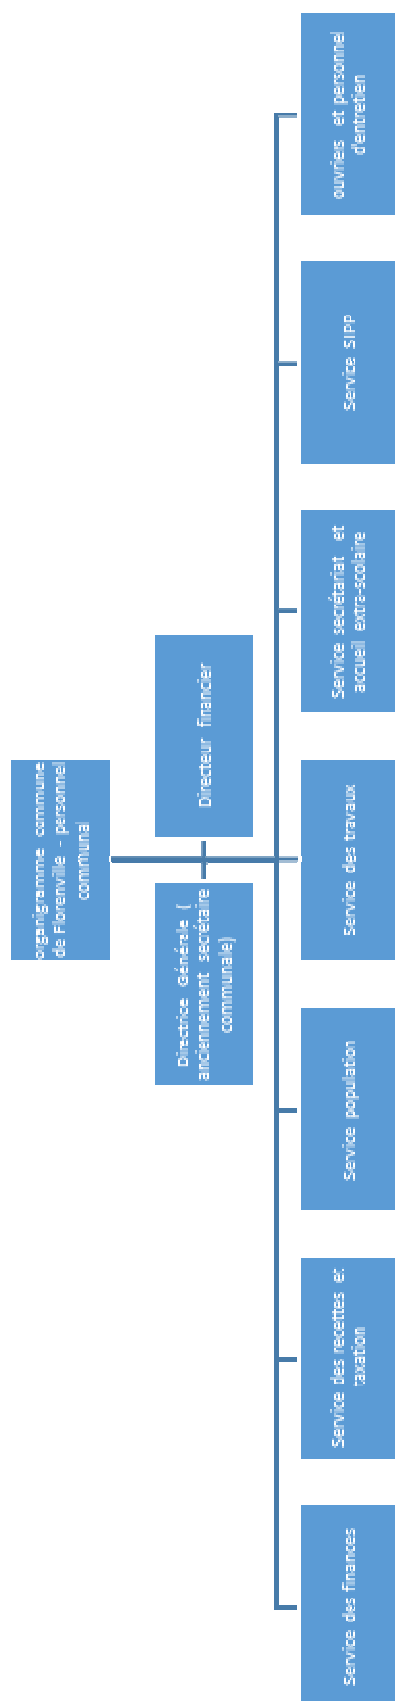 organigramme commune
de Florenville - personnel
communal
Directrice Générale (
anciennement secrétaire
communale)
Directeur financier
Service des finances
Service des recettes et
taxation
Service population
Service des travaux
Service secrétariat et
accueil extra-scolaire
Service SIPP
ouvriers et personnel
d'entretien